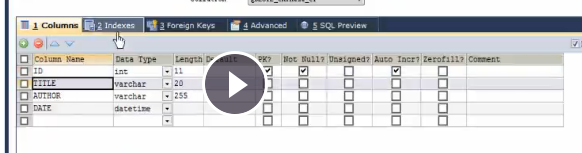 1 Columns 2 Indexes 3 Foreign Keys 4 Advanced 5 SQL Preview
Column Name Data Type Length Default PK? Not Null? Unsigned? Auto Incr? Zerofill? Comment
ID int 11
TITLE varchar 20
AUTHOR varchar 255
DATE datetime